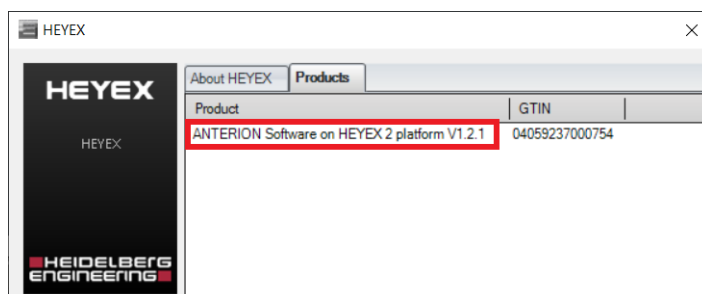 HEYEX
About HEYEX Products
HEYEX
Product GTIN
ANTERION Software on HEYEX 2 platform V1.2.1 04059237000754
HEYEX
HEIDELBERG
ENGINEERING